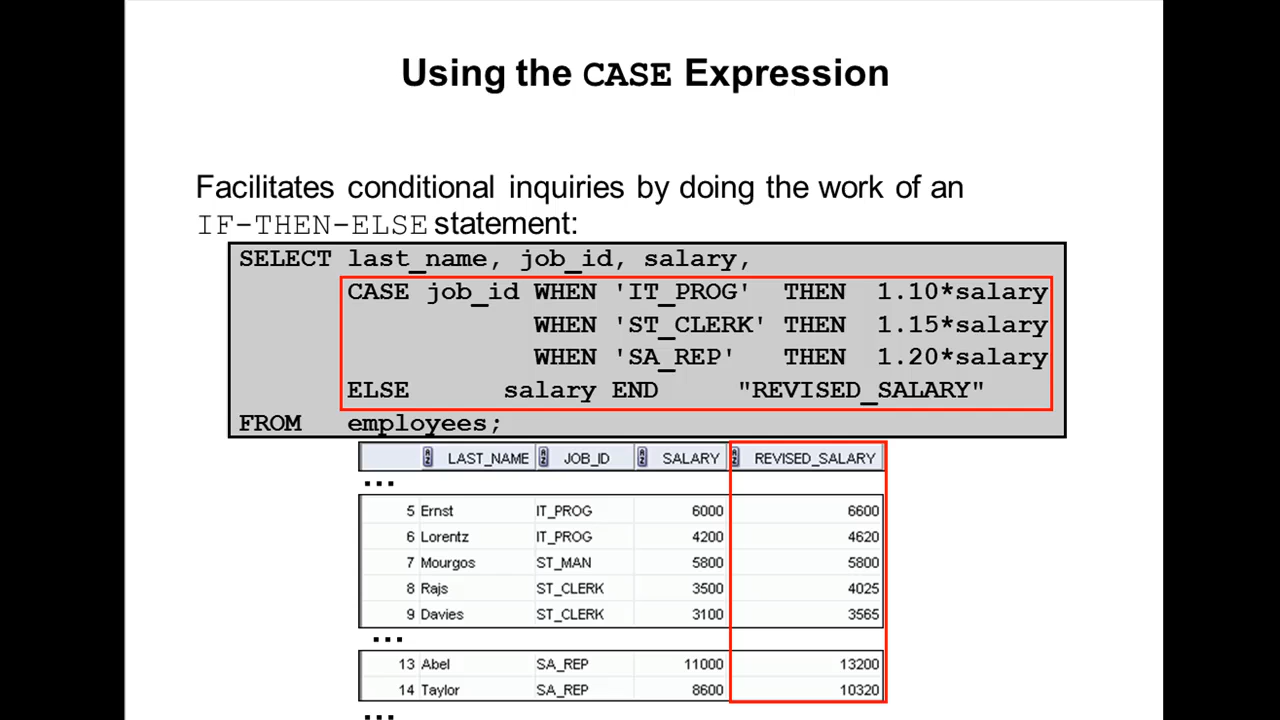 Using the CASE Expression
Facilitates conditional inquiries by doing the work of an
IF-THEN-ELSE statement:
SELECT last_name, job_id, salary,
CASE job_id WHEN 'IT_PROG' THEN 1.10*salary
WHEN 'ST_CLERK' THEN 1.15*salary
WHEN 'SA_REP' THEN 1.20*salary
ELSE salary END "REVISED_SALARY"
FROM employees;
LAST_NAME JOB_ID SALARY REVISED_SALARY
...
5 Ernst IT_PROG 6000 6600
6 Lorentz IT_PROG 4200 4620
7 Mourgos ST_MAN 5800 5800
8 Rajs ST_CLERK 3500 4025
9 Davies ST_CLERK 3100 3565
...
13 Abel SA_REP 11000 13200
14 Taylor SA_REP 8600 10320
...